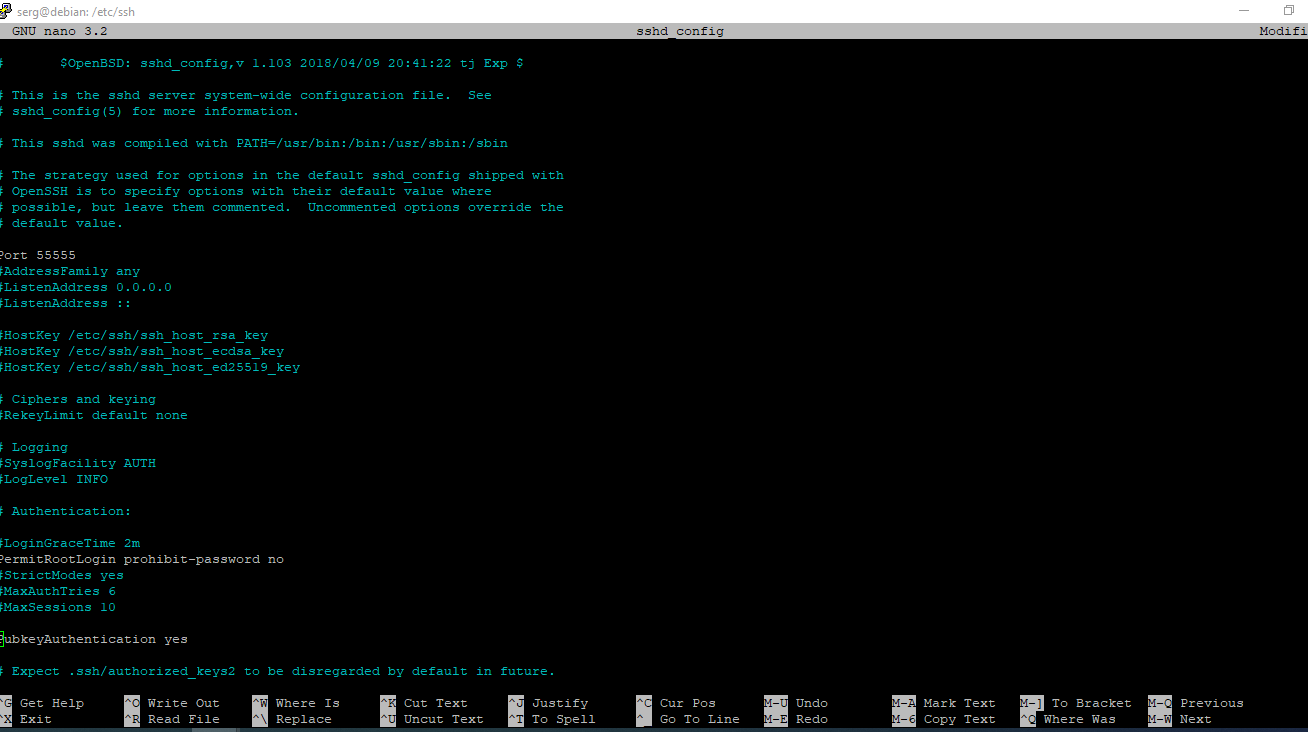 serg@debian: /etc/ssh
GNU nano 3.2 sshd_config Modifi
# $OpenBSD: sshd_config,v 1.103 2018/04/09 20:41:22 tj Exp $
# This is the sshd server system-wide configuration file. See
# sshd_config(5) for more information.
# This sshd was compiled with PATH=/usr/bin:/bin:/usr/sbin:/sbin
# The strategy used for options in the default sshd_config shipped with
# OpenSSH is to specify options with their default value where
# possible, but leave them commented. Uncommented options override the
# default value.
Port 55555
#AddressFamily any
#ListenAddress 0.0.0.0
#ListenAddress ::
#HostKey /etc/ssh/ssh_host_rsa_key
#HostKey /etc/ssh/ssh_host_ecdsa_key
#HostKey /etc/ssh/ssh_host_ed25519_key
# Ciphers and keying
#RekeyLimit default none
# Logging
#SyslogFacility AUTH
#LogLevel INFO
# Authentication:
#LoginGraceTime 2m
PermitRootLogin prohibit-password no
#StrictModes yes
#MaxAuthTries 6
#MaxSessions 10
PubkeyAuthentication yes
# Expect .ssh/authorized_keys2 to be disregarded by default in future.
^G Get Help ^O Write Out ^W Where Is ^K Cut Text ^J Justify ^C Cur Pos M-U Undo M-A Mark Text M-] To Bracket M-Q Previous
^X Exit ^R Read File ^\ Replace ^U Uncut Text ^T To Spell ^_ Go To Line M-E Redo M-6 Copy Text ^Q Where Was M-W Next